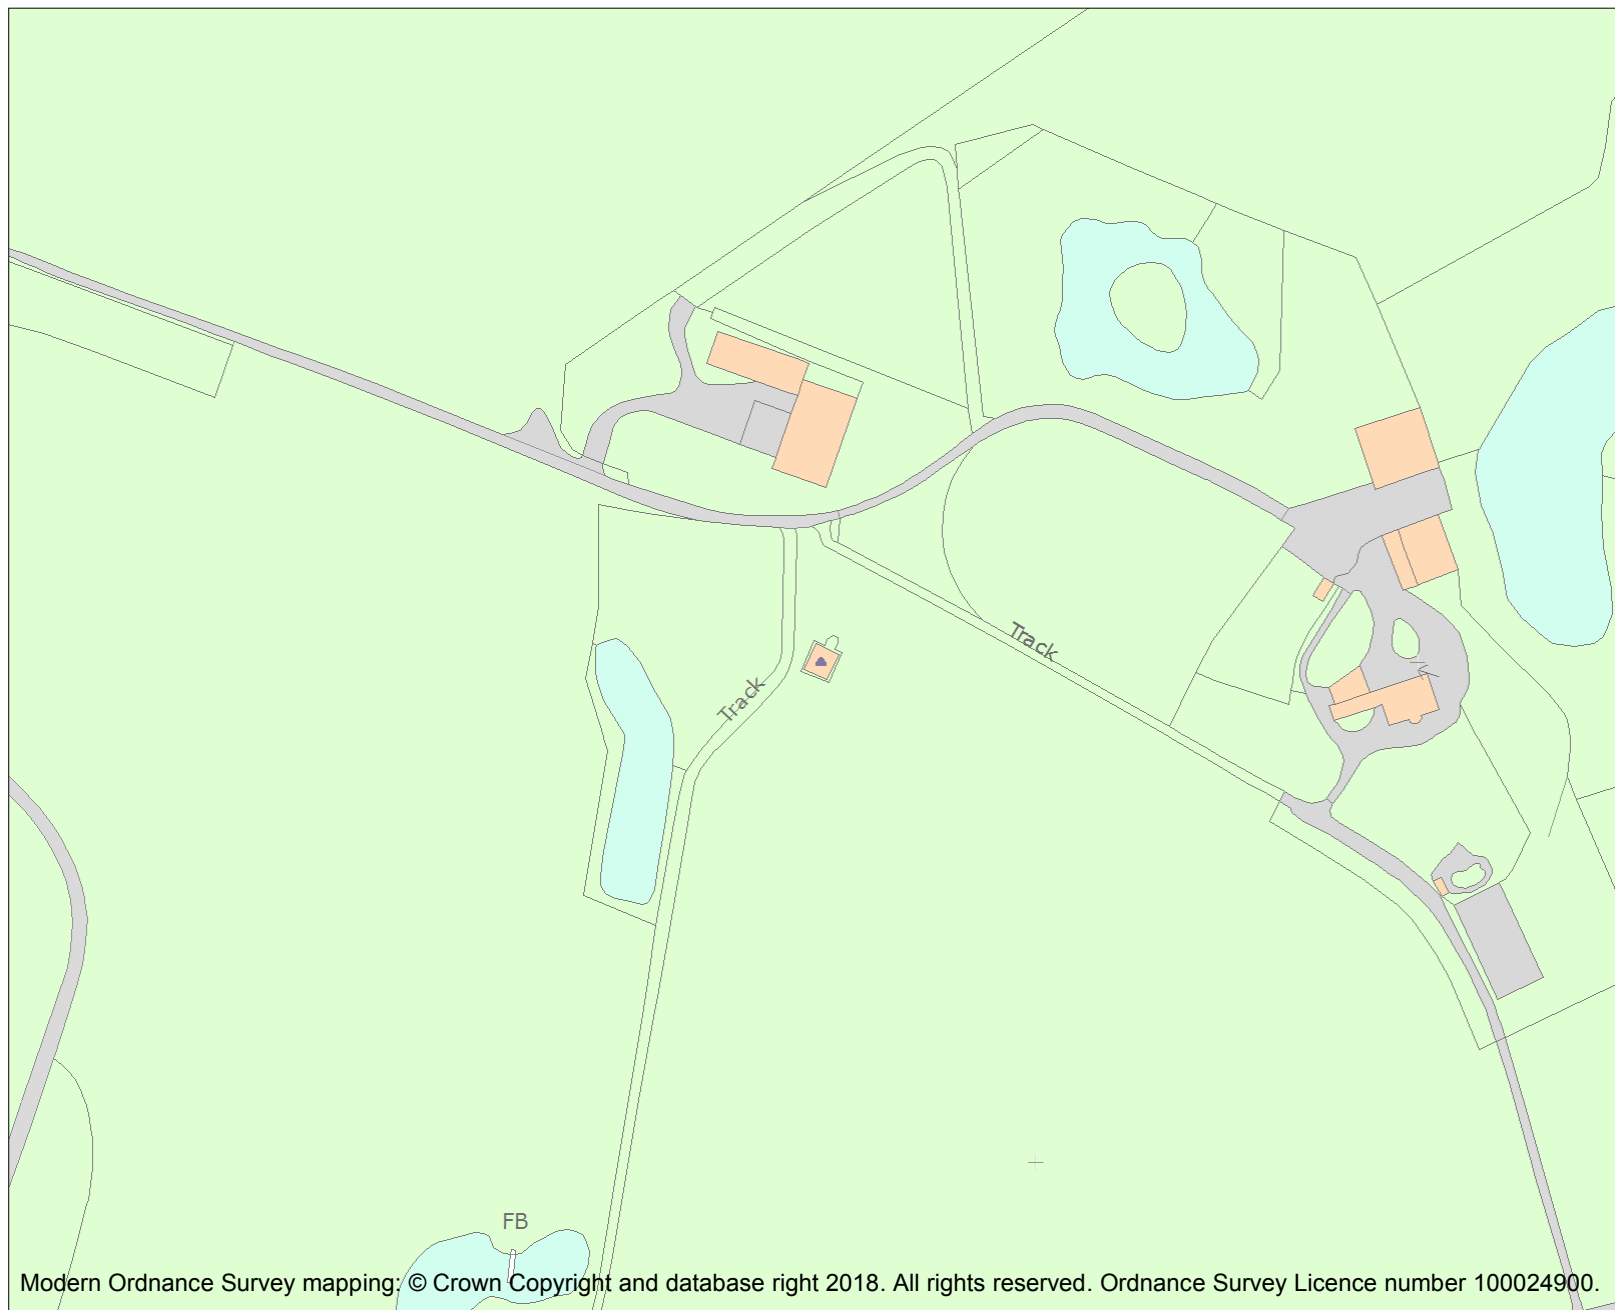 Track
Track
FB
Modern Ordnance Survey mapping: © Crown Copyright and database right 2018. All rights reserved. Ordnance Survey Licence number 100024900.